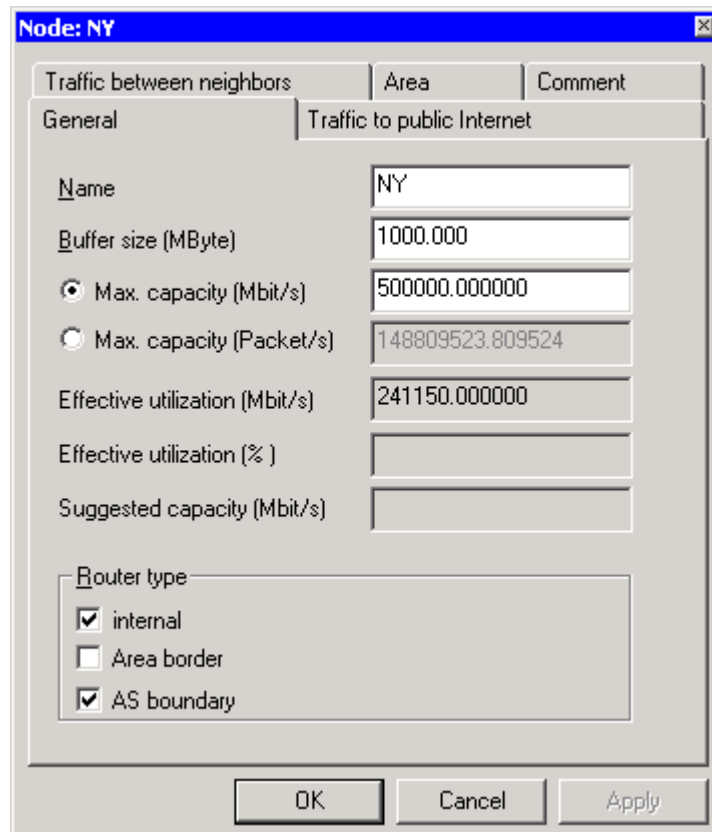 Node: NY
Traffic between neighbors Area Comment
General Traffic to public Internet
Name NY
Buffer size (MByte) 1000.000
Max. capacity (Mbit/s) 500000.000000
Max. capacity (Packet/s) 148809523.809524
Effective utilization (Mbit/s) 241150.000000
Effective utilization (% )
Suggested capacity (Mbit/s)
Router type
internal
Area border
AS boundary
OK Cancel Apply